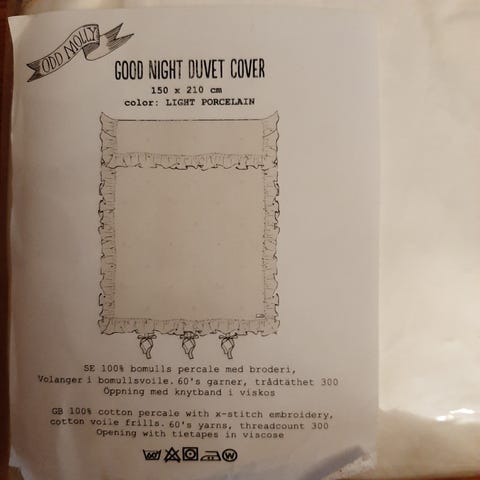 ODD MOLLY
GOOD NIGHT DUVET COVER
150 x 210 cm
color: LIGHT PORCELAIN
SE 100% bomulls percale med broderi,
Volanger i bomullsvoile. 60's garner, trådtäthet 300
Öppning med knytband i viskos
GB 100% cotton percale with x-stitch embroidery,
cotton voile frills. 60's yarns, threadcount 300
Opening with tietapes in viscose